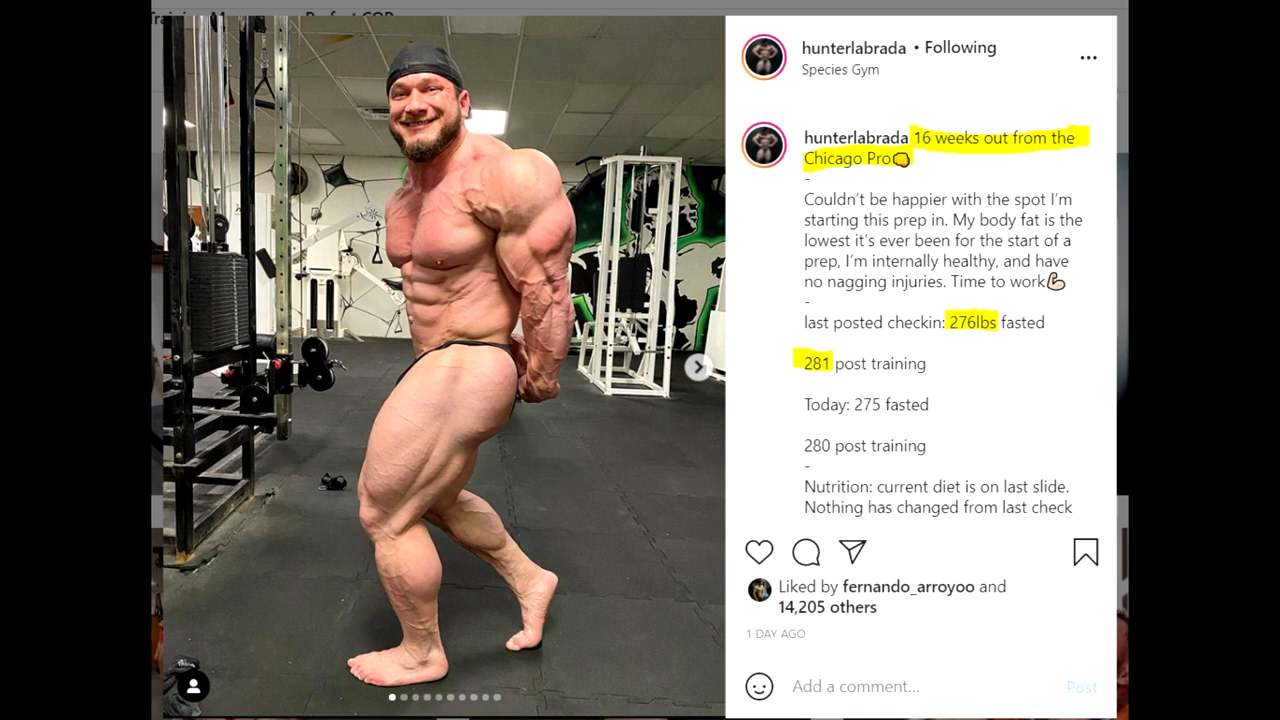 hunterlabrada • Following
Species Gym
hunterlabrada 16 weeks out from the
Chicago Pro
-
Couldn’t be happier with the spot I’m
starting this prep in. My body fat is the
lowest it’s ever been for the start of a
prep, I’m internally healthy, and have
no nagging injuries. Time to work💪🏻
-
last posted checkin: 276lbs fasted
281 post training
Today: 275 fasted
280 post training
-
Nutrition: current diet is on last slide.
Nothing has changed from last check
Liked by fernando_arroyoo and
14,205 others
1 DAY AGO
Add a comment...
Post